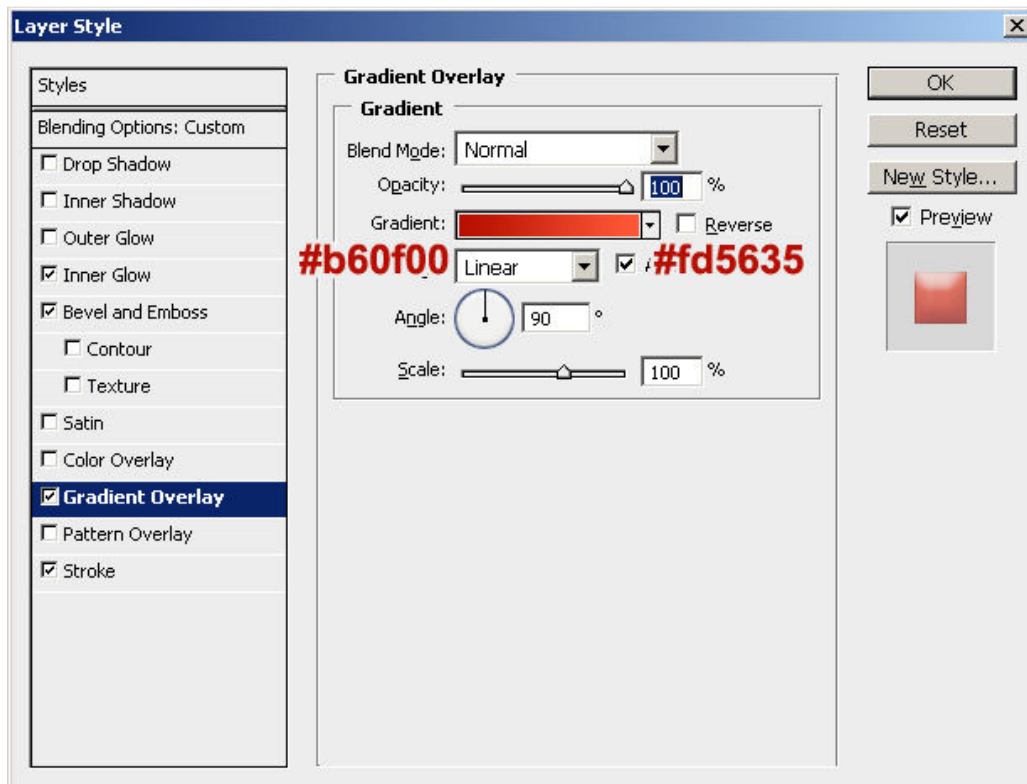 Layer Style
Styles
Blending Options: Custom
Drop Shadow
Inner Shadow
Outer Glow
Inner Glow
Bevel and Emboss
Contour
Texture
Satin
Color Overlay
Gradient Overlay
Pattern Overlay
Stroke
Gradient Overlay
Gradient
Blend Mode: Normal
Opacity: 100 %
Gradient: Reverse
#b60f00 Linear #fd5635
Angle: 90 °
Scale: 100 %
OK
Reset
New Style...
Preview